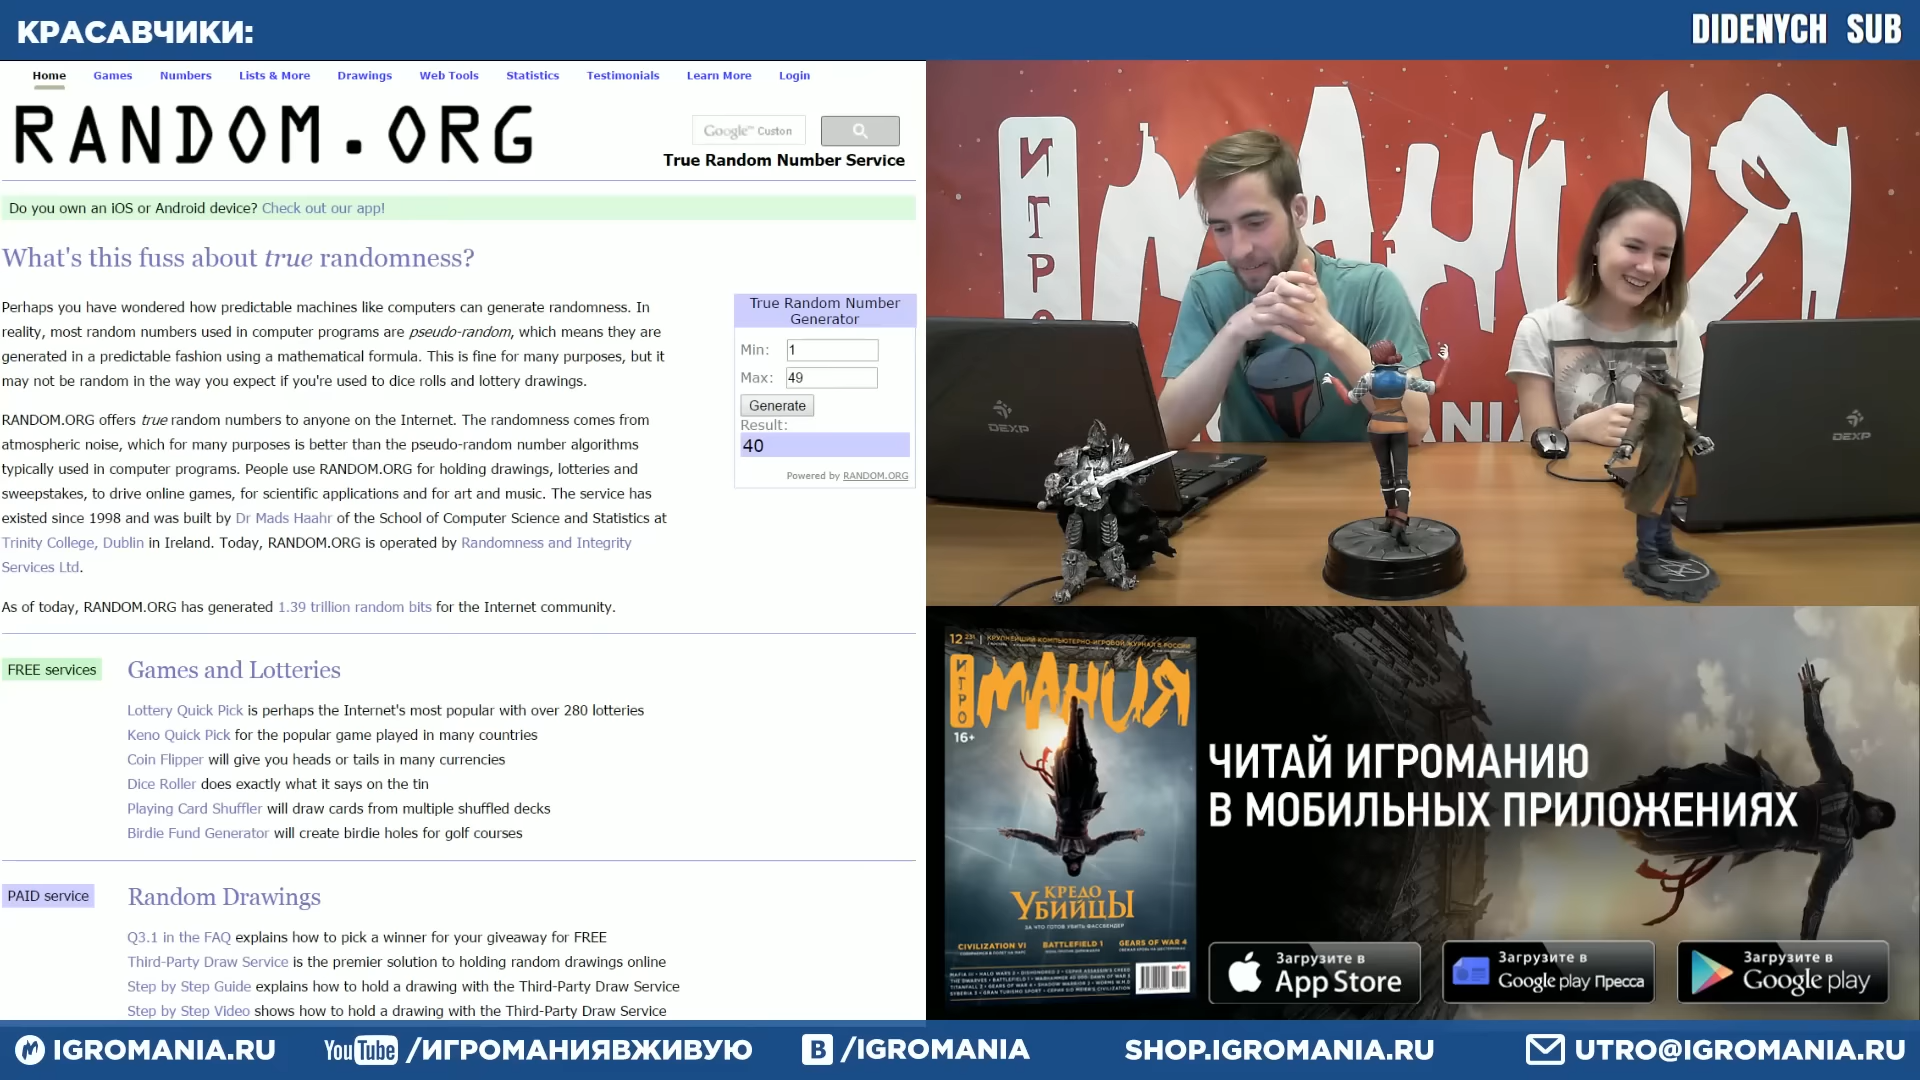 КРАСАВЧИКИ:
DIDENYCH SUB
Home Games Numbers Lists & More Drawings Web Tools Statistics Testimonials Learn More Login
RANDOM.ORG
Google™ Custon
True Random Number Service
Do you own an iOS or Android device? Check out our app!
What's this fuss about true randomness?
Perhaps you have wondered how predictable machines like computers can generate randomness. In
reality, most random numbers used in computer programs are pseudo-random, which means they are
generated in a predictable fashion using a mathematical formula. This is fine for many purposes, but it
may not be random in the way you expect if you're used to dice rolls and lottery drawings.
RANDOM.ORG offers true random numbers to anyone on the Internet. The randomness comes from
atmospheric noise, which for many purposes is better than the pseudo-random number algorithms
typically used in computer programs. People use RANDOM.ORG for holding drawings, lotteries and
sweepstakes, to drive online games, for scientific applications and for art and music. The service has
existed since 1998 and was built by Dr Mads Haahr of the School of Computer Science and Statistics at
Trinity College, Dublin in Ireland. Today, RANDOM.ORG is operated by Randomness and Integrity
Services Ltd.
As of today, RANDOM.ORG has generated 1.39 trillion random bits for the Internet community.
True Random Number
Generator
Min: 1
Max: 49
Generate
Result:
40
Powered by RANDOM.ORG
FREE services
Games and Lotteries
Lottery Quick Pick is perhaps the Internet's most popular with over 280 lotteries
Keno Quick Pick for the popular game played in many countries
Coin Flipper will give you heads or tails in many currencies
Dice Roller does exactly what it says on the tin
Playing Card Shuffler will draw cards from multiple shuffled decks
Birdie Fund Generator will create birdie holes for golf courses
PAID service
Random Drawings
Q3.1 in the FAQ explains how to pick a winner for your giveaway for FREE
Third-Party Draw Service is the premier solution to holding random drawings online
Step by Step Guide explains how to hold a drawing with the Third-Party Draw Service
Step by Step Video shows how to hold a drawing with the Third-Party Draw Service
ИГРО
МАНИЯ
ANIA
DEXP
DEXP
12 231 КРУПНЕЙШИЙ КОМПЬЮТЕРНО-ИГРОВОЙ ЖУРНАЛ В РОССИИ
ИГРО
МАНИЯ
16+
КРЕДО
УБИЙЦЫ
ЗА ЧТО ГОТОВ УБИТЬ ФАССБЕНДЕР
CIVILIZATION VI BATTLEFIELD 1 GEARS OF WAR 4
ЧИТАЙ ИГРОМАНИЮ
В МОБИЛЬНЫХ ПРИЛОЖЕНИЯХ
Загрузите в
App Store
Загрузите в
Google play Пресса
Загрузите в
Google play
IGROMANIA.RU
YouTube /ИГРОМАНИЯВЖИВУЮ
B /IGROMANIA
SHOP.IGROMANIA.RU
UTRO@IGROMANIA.RU